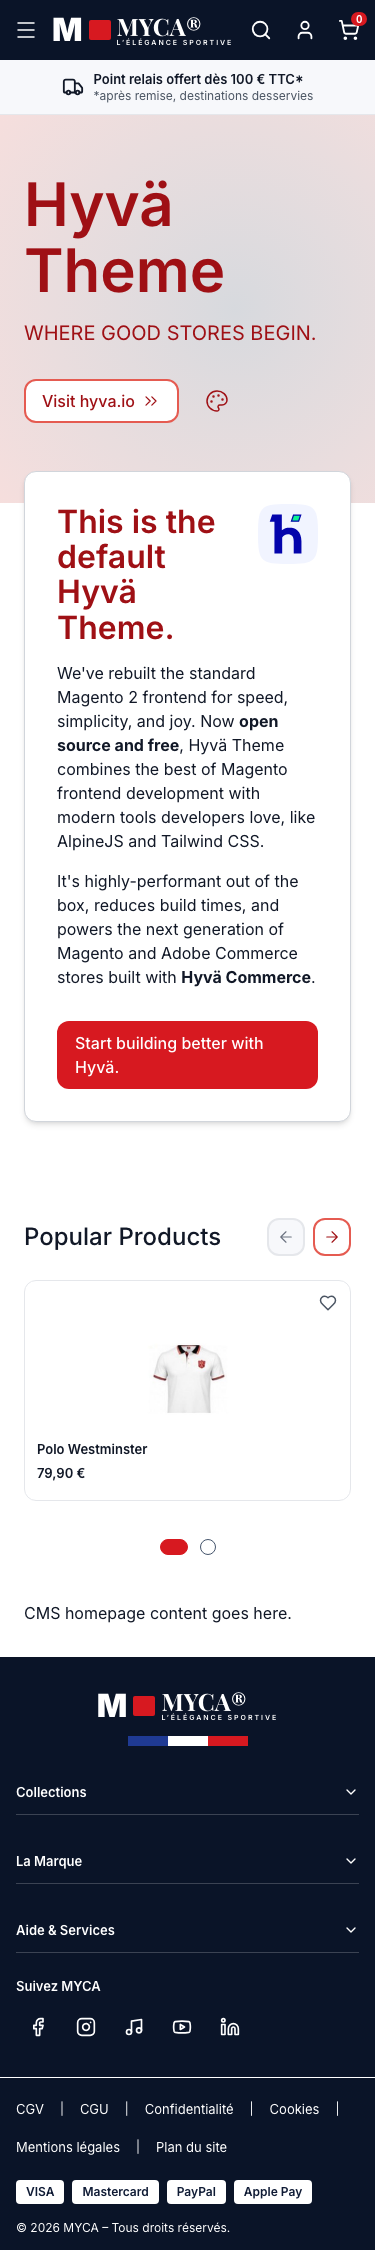 M MYCA®
L'ÉLÉGANCE SPORTIVE
0
Point relais offert dès 100 € TTC*
*après remise, destinations desservies
Hyvä
Theme
WHERE GOOD STORES BEGIN.
Visit hyva.io
This is the
default
Hyvä
Theme.
We've rebuilt the standard
Magento 2 frontend for speed,
simplicity, and joy. Now open
source and free, Hyvä Theme
combines the best of Magento
frontend development with
modern tools developers love, like
AlpineJS and Tailwind CSS.
It's highly-performant out of the
box, reduces build times, and
powers the next generation of
Magento and Adobe Commerce
stores built with Hyvä Commerce.
Start building better with
Hyvä.
Popular Products
Polo Westminster
79,90 €
CMS homepage content goes here.
M MYCA®
L'ÉLÉGANCE SPORTIVE
Collections
La Marque
Aide & Services
Suivez MYCA
CGV | CGU | Confidentialité | Cookies |
Mentions légales | Plan du site
VISA Mastercard PayPal Apple Pay
© 2026 MYCA – Tous droits réservés.